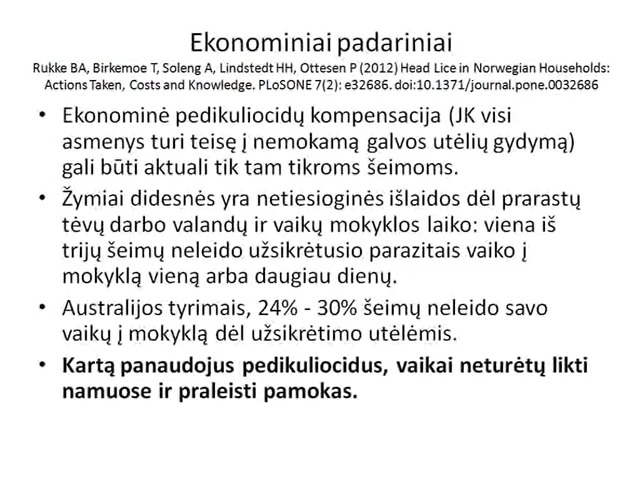 Ekonominiai padariniai
Rukke BA, Birkemoe T, Soleng A, Lindstedt HH, Ottesen P (2012) Head Lice in Norwegian Households:
Actions Taken, Costs and Knowledge. PLoSONE 7(2): e32686. doi:10.1371/journal.pone.0032686
• Ekonominė pedikuliocidų kompensacija (JK visi
asmenys turi teisę į nemokamą galvos utėlių gydymą)
gali būti aktuali tik tam tikroms šeimoms.
• Žymiai didesnės yra netiesioginės išlaidos dėl prarastų
tėvų darbo valandų ir vaikų mokyklos laiko: viena iš
trijų šeimų neleido užsikrėtusio parazitais vaiko į
mokyklą vieną arba daugiau dienų.
• Australijos tyrimais, 24% - 30% šeimų neleido savo
vaikų į mokyklą dėl užsikrėtimo utėlėmis.
• Kartą panaudojus pedikuliocidus, vaikai neturėtų likti
namuose ir praleisti pamokas.